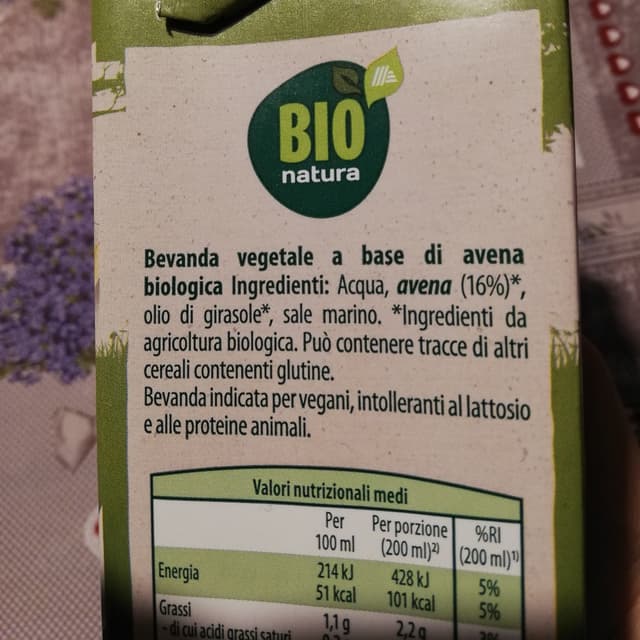 BIO
natura
Bevanda vegetale a base di avena
biologica Ingredienti: Acqua, avena (16%)*,
olio di girasole*, sale marino. *Ingredienti da
agricoltura biologica. Può contenere tracce di altri
cereali contenenti glutine.
Bevanda indicata per vegani, intolleranti al lattosio
e alle proteine animali.
Valori nutrizionali medi
Per 100 ml Per porzione (200 ml)²⁾ %RI (200 ml)¹⁾
Energia 214 kJ 428 kJ 5%
51 kcal 101 kcal 5%
Grassi 1,1 g 2,2 g
- di cui acidi grassi saturi